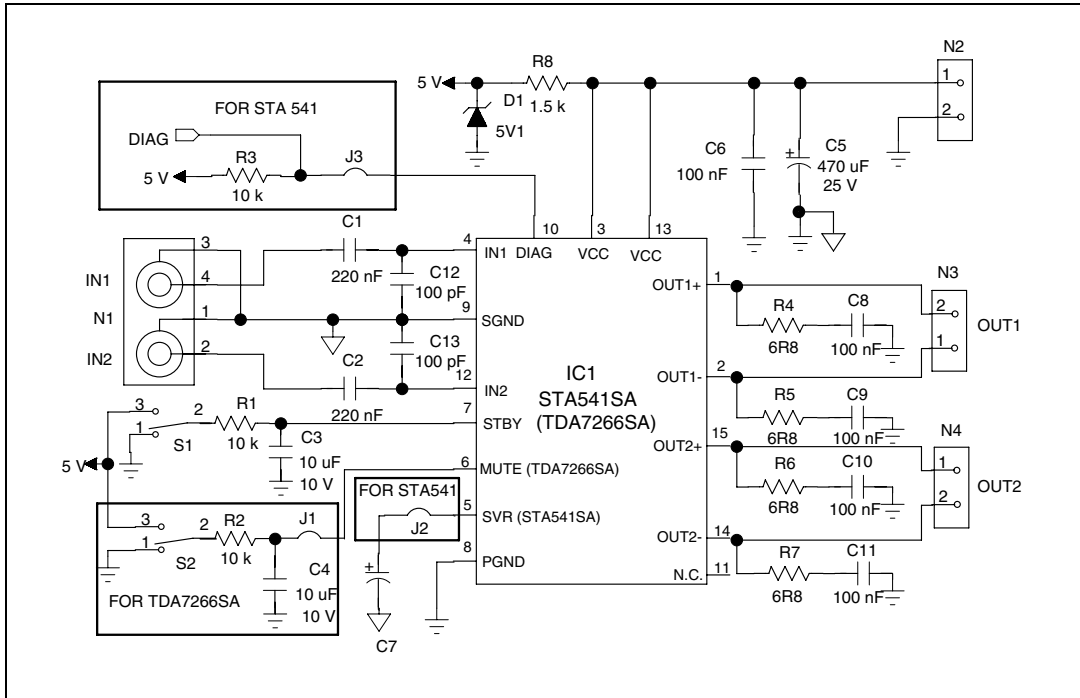 N2
R8
5 V
1
D1
1.5 k
5V1
2
FOR STA 541
DIAG
R3
J3
5 V
10 k
C6
100 nF
C5
+
470 uF
25 V
C1
4
10
3
13
IN1
DIAG
VCC
VCC
220 nF
C12
100 pF
3
4
IN1
N1
1
9
SGND
IN2
2
C13
100 pF
C2
12
IN2
220 nF
IC1
STA541SA
(TDA7266SA)
OUT1+
1
N3
R4
C8
2
OUT1
6R8
100 nF
1
OUT1-
2
R5
C9
6R8
100 nF
OUT2+
15
N4
R6
C10
1
OUT2
6R8
100 nF
2
OUT2-
14
R7
C11
N.C.
11
6R8
100 nF
3
2
R1
7
STBY
1
S1
10 k
C3
10 uF
10 V
5 V
6
MUTE (TDA7266SA)
FOR STA541
5
SVR (STA541SA)
J2
3
2
R2
J1
1
S2
10 k
8
PGND
C4
10 uF
10 V
+
FOR TDA7266SA
C7